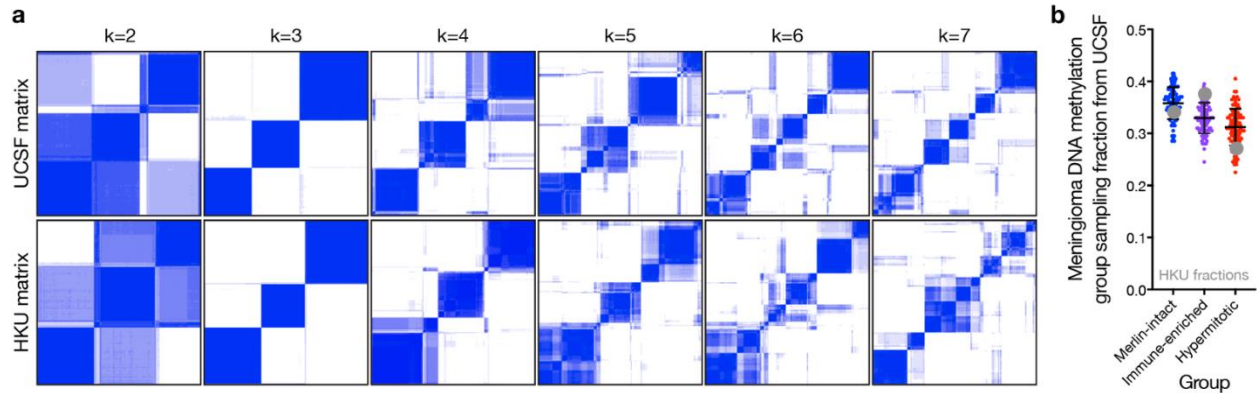 a
k=2 k=3 k=4 k=5 k=6 k=7
UCSF matrix
HKU matrix
b
Meningioma DNA methylation
group sampling fraction from UCSF
0.5
0.4
0.3
0.2
0.1
0.0
HKU fractions
Merlin-intact
Immune-enriched
Hypermitotic
Group